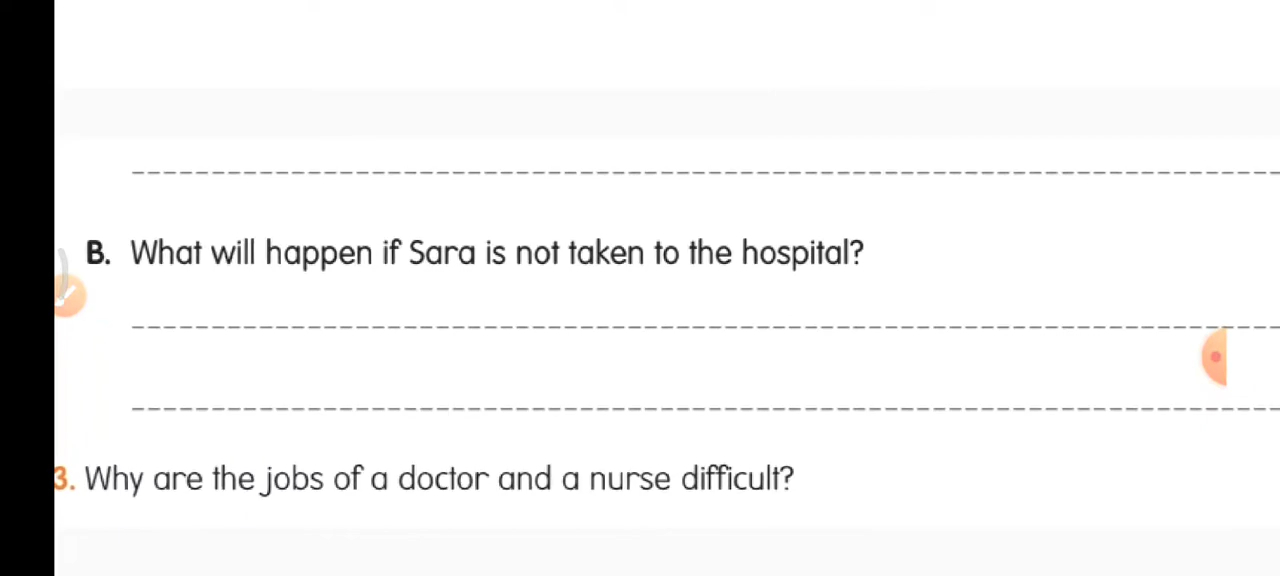 B. What will happen if Sara is not taken to the hospital?
3. Why are the jobs of a doctor and a nurse difficult?